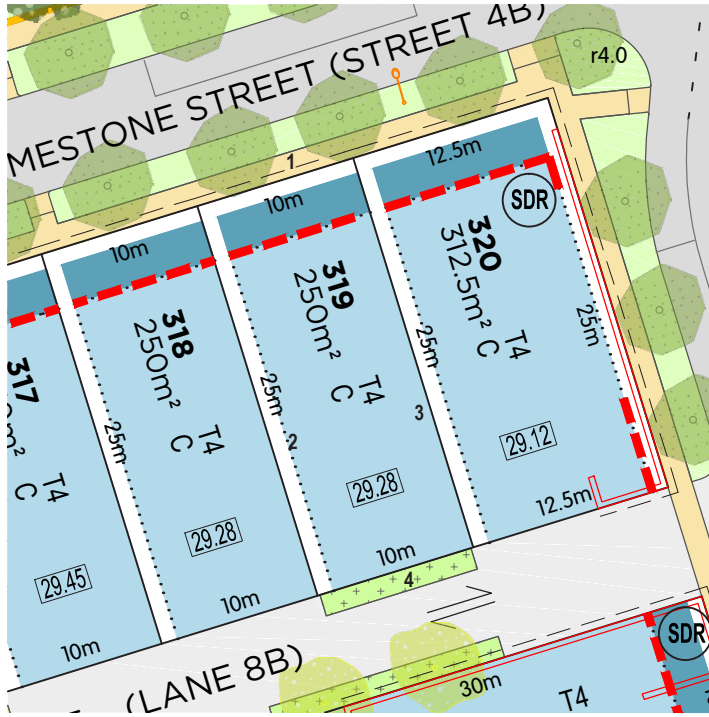 MESTONE STREET (STREET 4B)
r4.0
1
12.5m
10m
10m
SDR
320
312.5m²
C T4
25m
25m
319
250m²
C T4
25m
3
318
250m²
C T4
25m
2
317
m²
C T4
29.12
29.28
29.28
29.45
12.5m
10m
10m
10m
4
(LANE 8B)
30m
T4
SDR